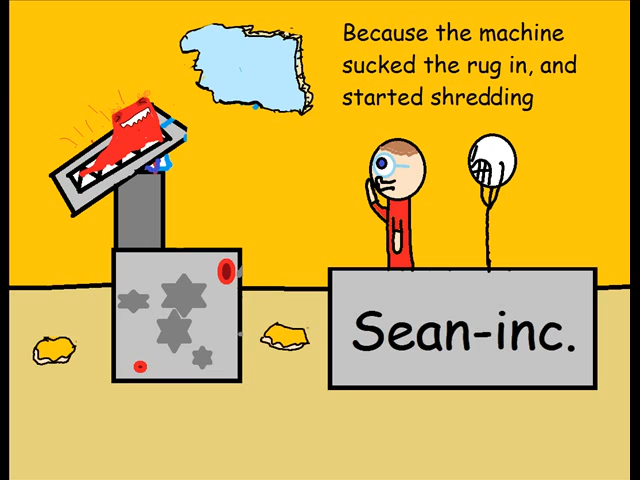 Because the machine
sucked the rug in, and
started shredding
Sean-inc.